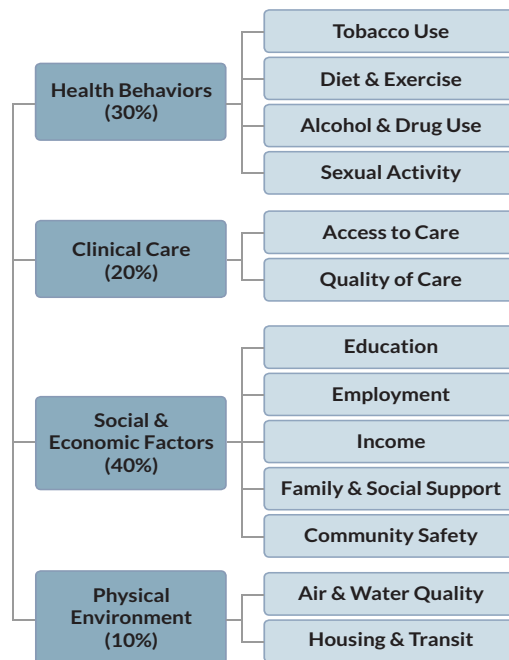 Health Behaviors
(30%)
Tobacco Use
Diet & Exercise
Alcohol & Drug Use
Sexual Activity
Clinical Care
(20%)
Access to Care
Quality of Care
Social &
Economic Factors
(40%)
Education
Employment
Income
Family & Social Support
Community Safety
Physical
Environment
(10%)
Air & Water Quality
Housing & Transit